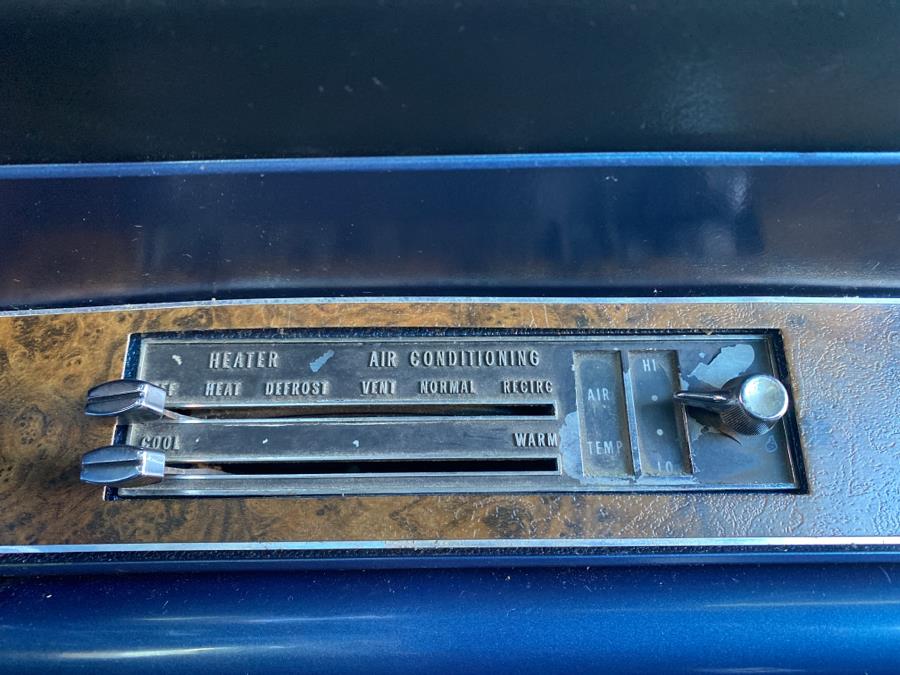 HEATER AIR CONDITIONING
HEAT DEFROST VENT NORMAL RECIRC
COOL WARM
AIR
TEMP
HI
LO